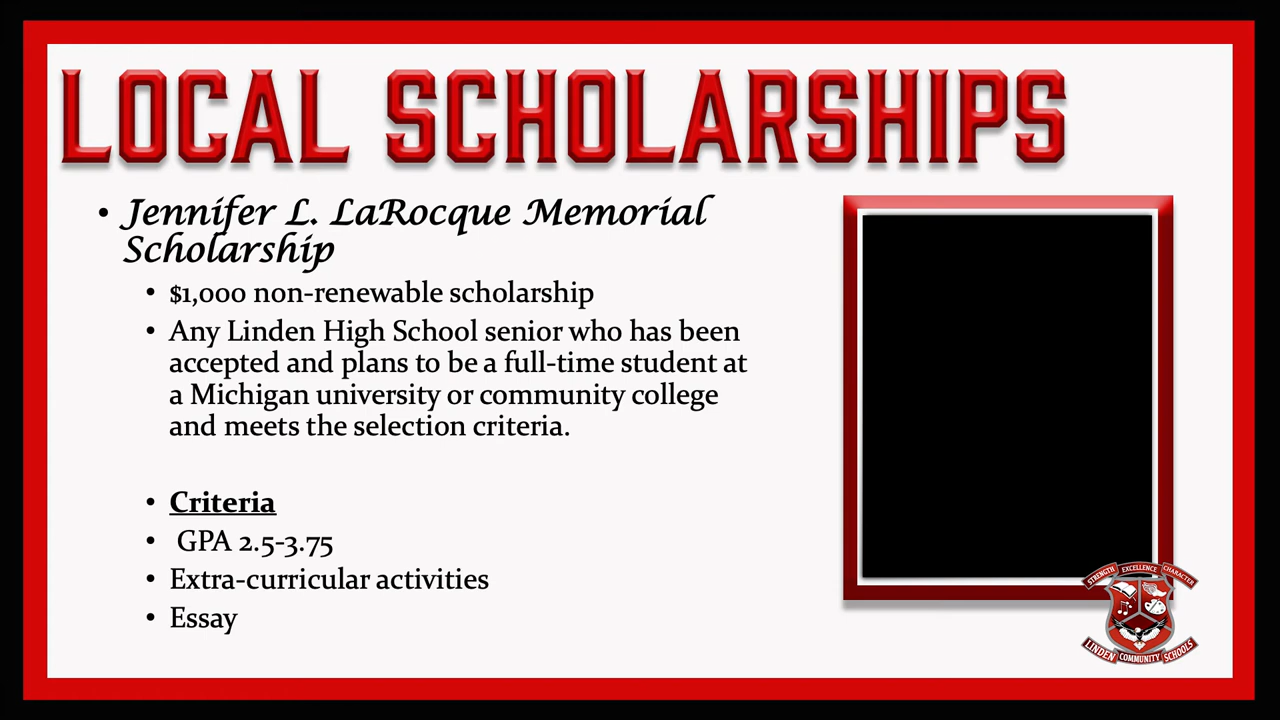 LOCAL SCHOLARSHIPS
• Jennifer L. LaRocque Memorial
Scholarship
• $1,000 non-renewable scholarship
• Any Linden High School senior who has been
accepted and plans to be a full-time student at
a Michigan university or community college
and meets the selection criteria.
• Criteria
• GPA 2.5-3.75
• Extra-curricular activities
• Essay
STRENGTH EXCELLENCE CHARACTER
LINDEN COMMUNITY SCHOOLS